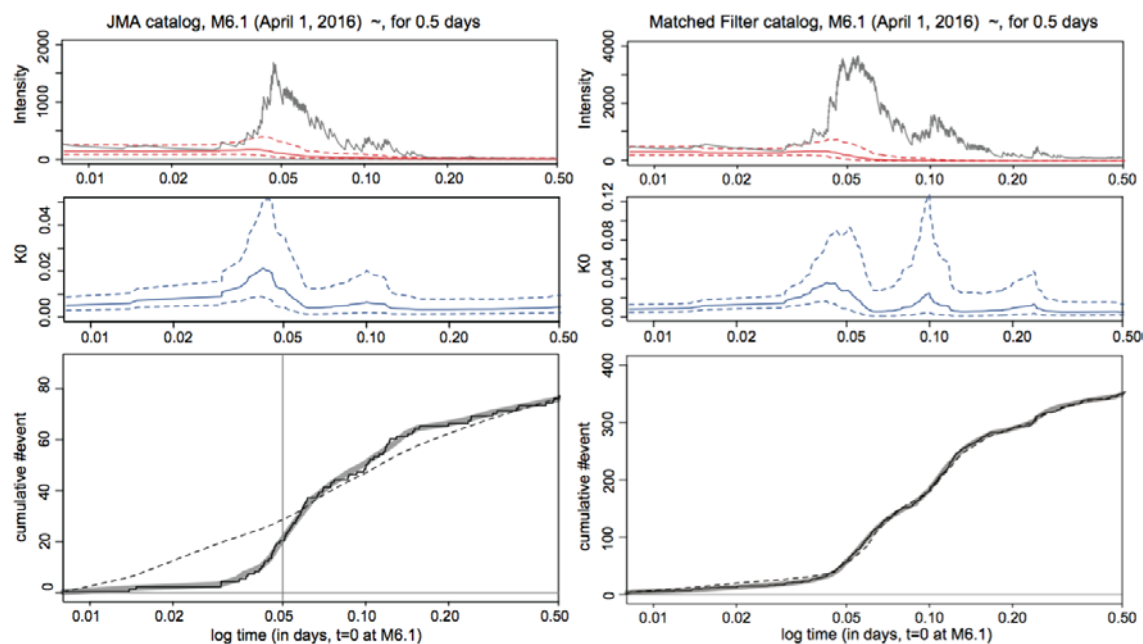 JMA catalog, M6.1 (April 1, 2016) ~, for 0.5 days
Intensity
0 1000 2000
0.01 0.02 0.05 0.10 0.20 0.50
K0
0.00 0.02 0.04
0.01 0.02 0.05 0.10 0.20 0.50
cumulative #event
0 20 40 60 80
0.01 0.02 0.05 0.10 0.20 0.50
log time (in days, t=0 at M6.1)
Matched Filter catalog, M6.1 (April 1, 2016) ~, for 0.5 days
Intensity
0 2000 4000
0.01 0.02 0.05 0.10 0.20 0.50
K0
0.00 0.04 0.08 0.12
0.01 0.02 0.05 0.10 0.20 0.50
cumulative #event
0 100 200 300 400
0.01 0.02 0.05 0.10 0.20 0.50
log time (in days, t=0 at M6.1)